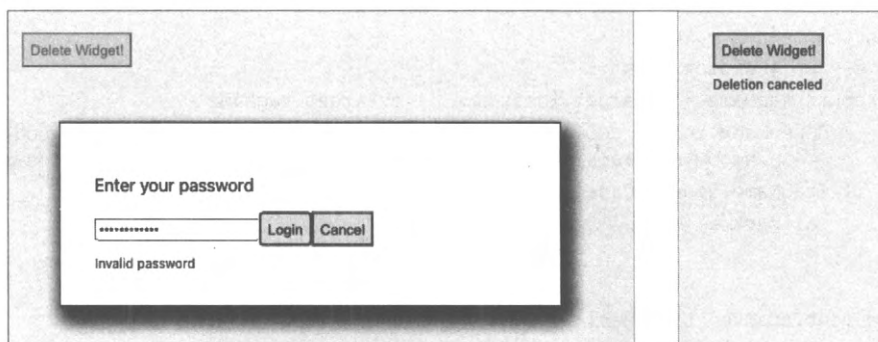 Delete Widget!
Enter your password
••••••••••••
Login Cancel
Invalid password
Delete Widget!
Deletion canceled